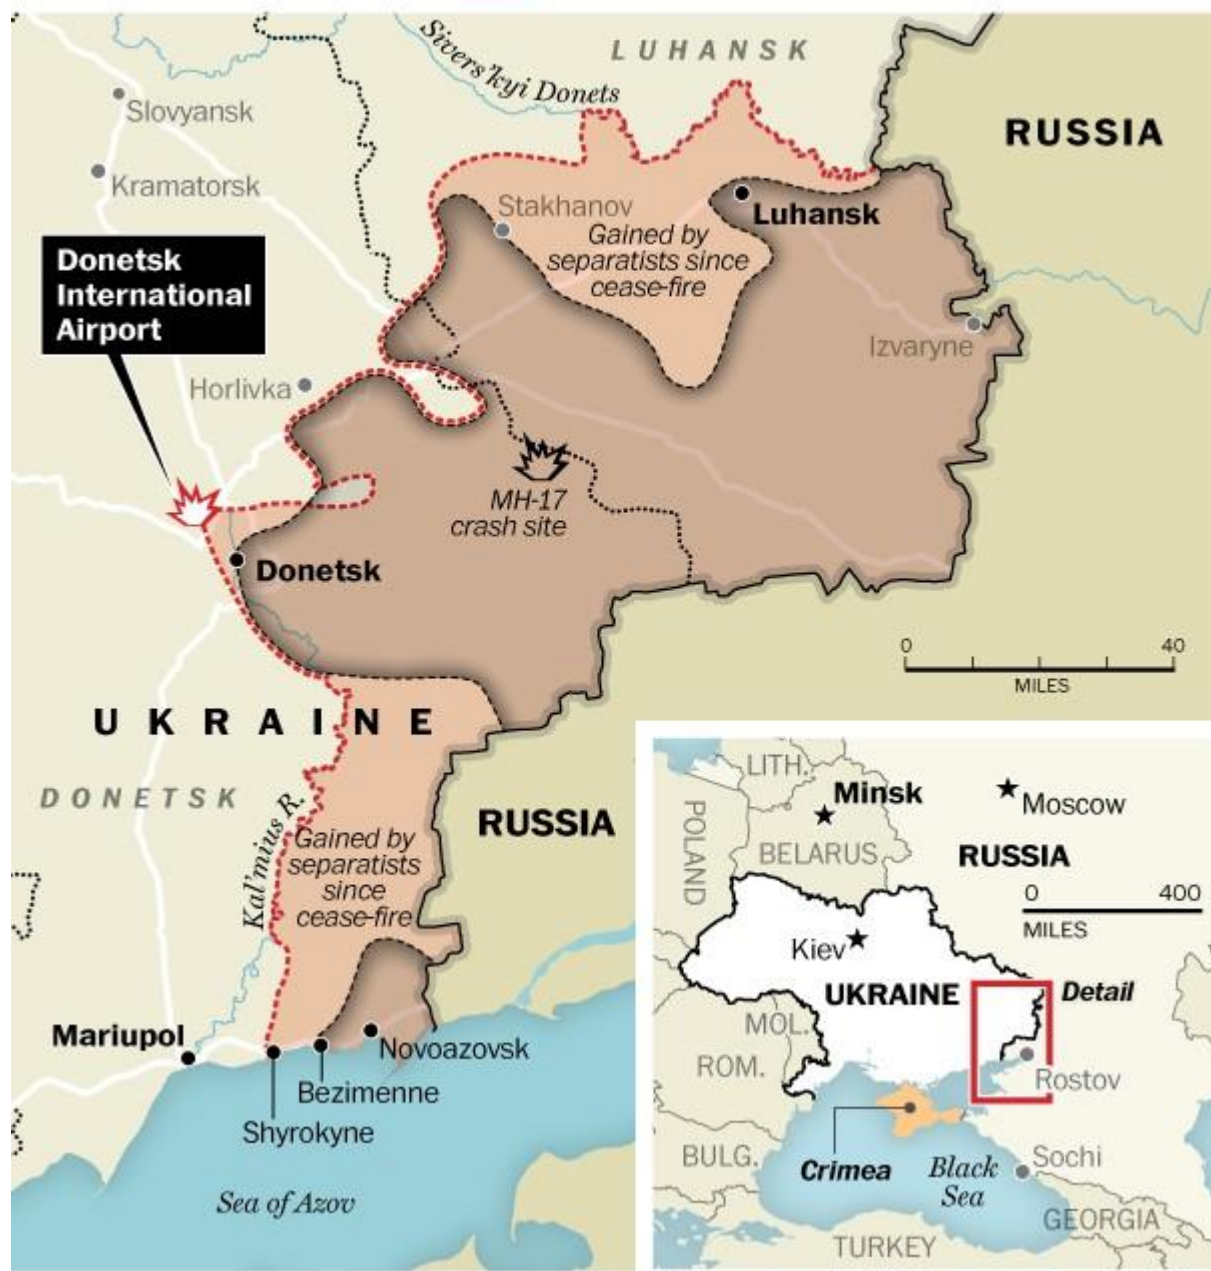 Sivers'kyi Donets
LUHANSK
Slovyansk
RUSSIA
Kramatorsk
Stakhanov
Luhansk
Gained by
separatists since
cease-fire
Donetsk
International
Airport
Izvaryne
Horlivka
MH-17
crash site
Donetsk
0 40
MILES
UKRAINE
DONETSK
Kal'mius R.
RUSSIA
Gained by
separatists
since
cease-fire
Mariupol
Novoazovsk
Bezimenne
Shyrokyne
Sea of Azov
LITH.
Minsk
Moscow
POLAND
BELARUS
RUSSIA
0 400
MILES
Kiev
UKRAINE
Detail
MOL.
ROM.
Rostov
BULG.
Crimea
Black
Sea
Sochi
GEORGIA
TURKEY